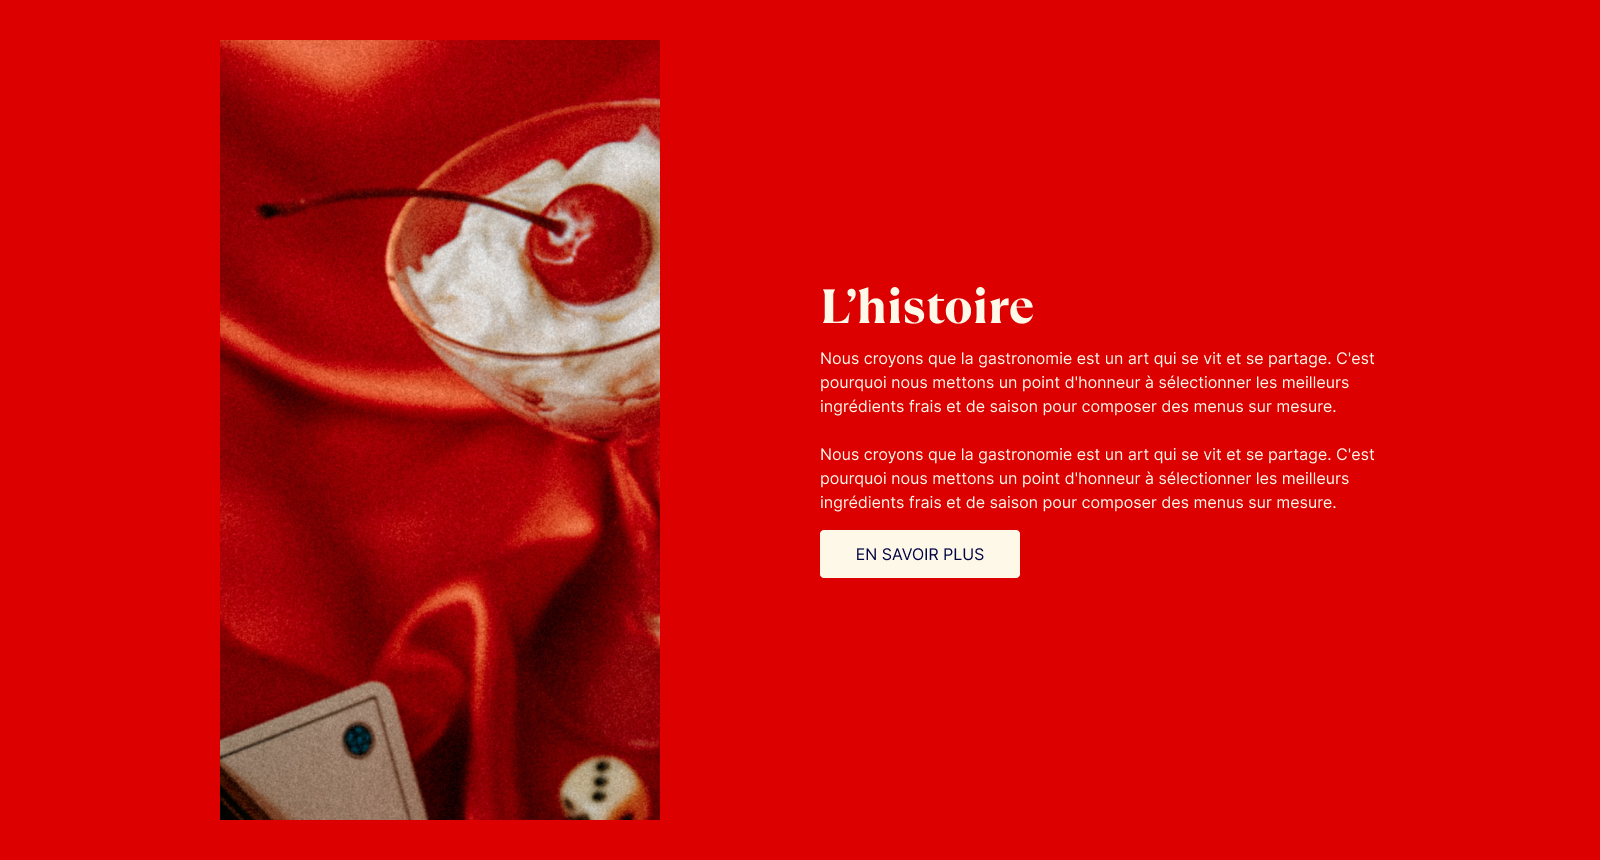 L’histoire
Nous croyons que la gastronomie est un art qui se vit et se partage. C'est
pourquoi nous mettons un point d'honneur à sélectionner les meilleurs
ingrédients frais et de saison pour composer des menus sur mesure.
Nous croyons que la gastronomie est un art qui se vit et se partage. C'est
pourquoi nous mettons un point d'honneur à sélectionner les meilleurs
ingrédients frais et de saison pour composer des menus sur mesure.
EN SAVOIR PLUS